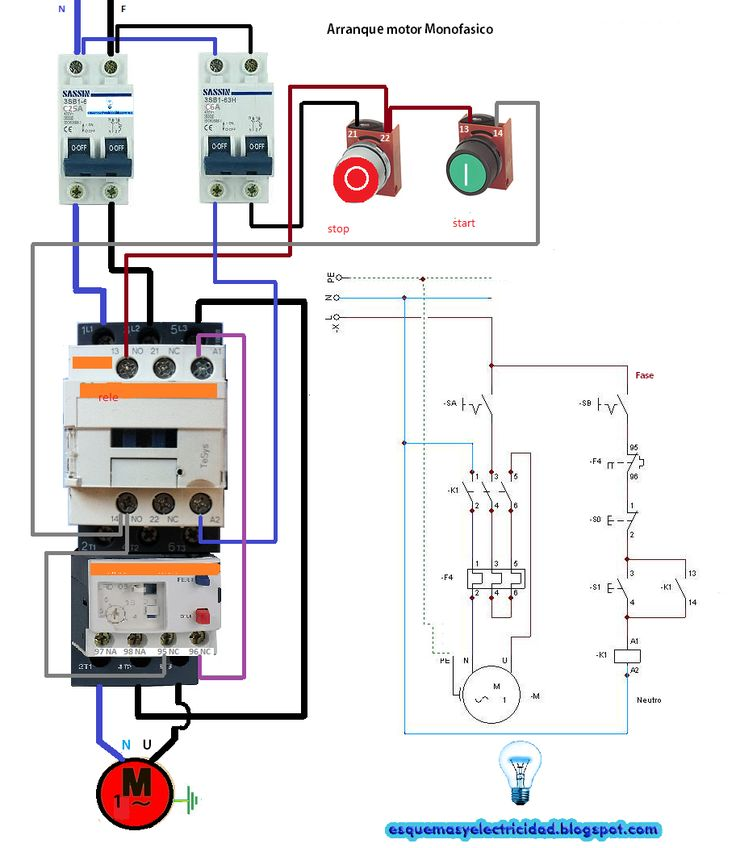 N F
Arranque motor Monofasico
SASSIN
3SB1-6
C25A
O-OFF O-OFF
SASSIN
3SB1-63H
C6A
O-OFF O-OFF
21 22
13 14
stop
start
1L1 L2 5L3
13 NO 21 NC A1
rele
TeSys
14 NO 22 NC A2
2T1 6T3
97 NA 98 NA 95 NC 96 NC
2T1 4T2
N U
M
1 ~
PE
N
L
-X
Fase
-SA
-SB
95
-F4
96
1 3 5
-K1
2 4 6
1
-S0
2
1 3 5
-F4
2 4 6
3 13
-S1 -K1
4 14
A1
-K1
A2
PE N U
M
1
-M
Neutro
esquemasyelectricidad.blogspot.com